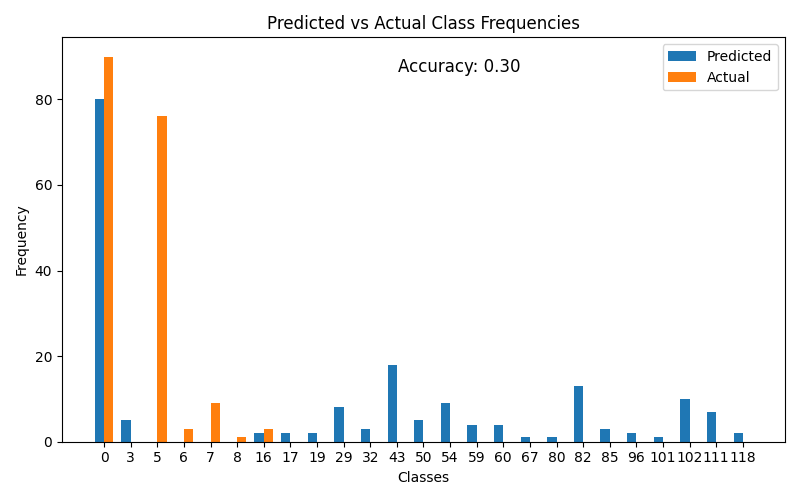 Predicted vs Actual Class Frequencies
Accuracy: 0.30
Predicted
Actual
Frequency
80
60
40
20
0
0 3 5 6 7 8 16 17 19 29 32 43 50 54 59 60 67 80 82 85 96 101 102 111 118
Classes